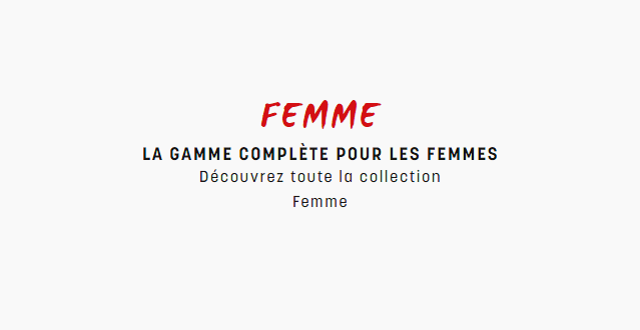 FEMME
LA GAMME COMPLÈTE POUR LES FEMMES
Découvrez toute la collection
Femme